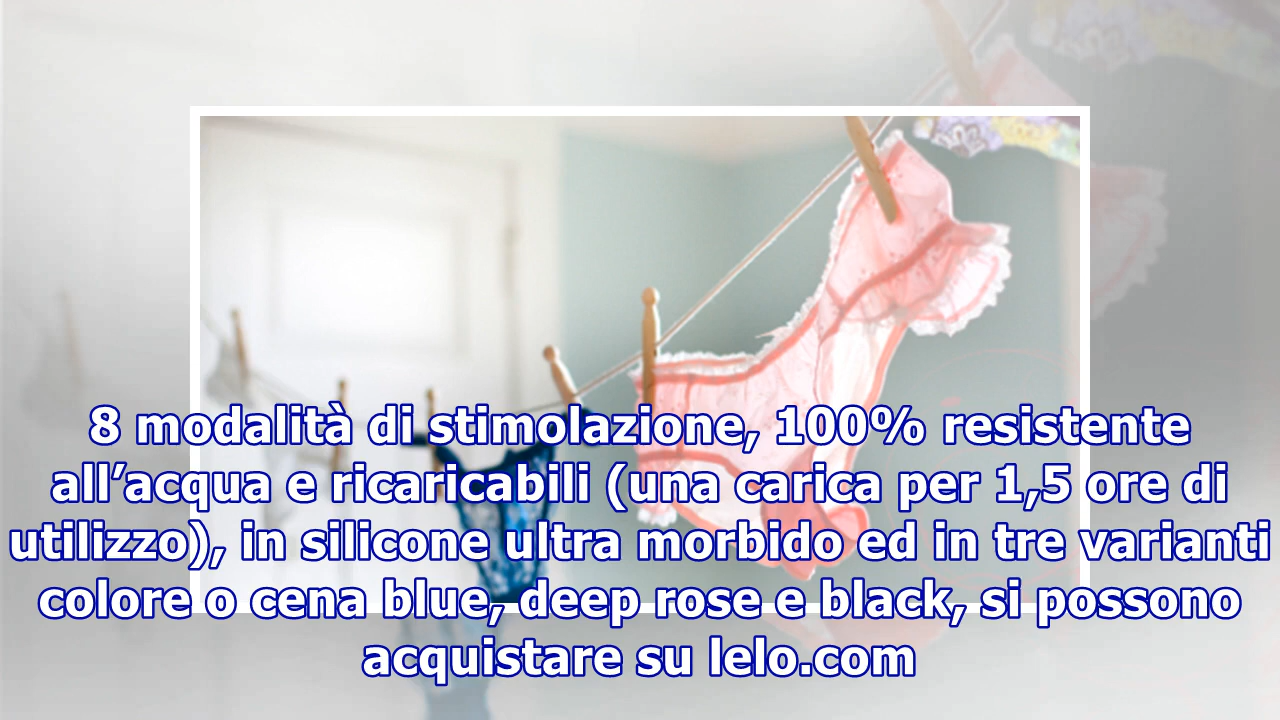 8 modalità di stimolazione, 100% resistente
all’acqua e ricaricabili (una carica per 1,5 ore di
utilizzo), in silicone ultra morbido ed in tre varianti
colore o cena blue, deep rose e black, si possono
acquistare su lelo.com